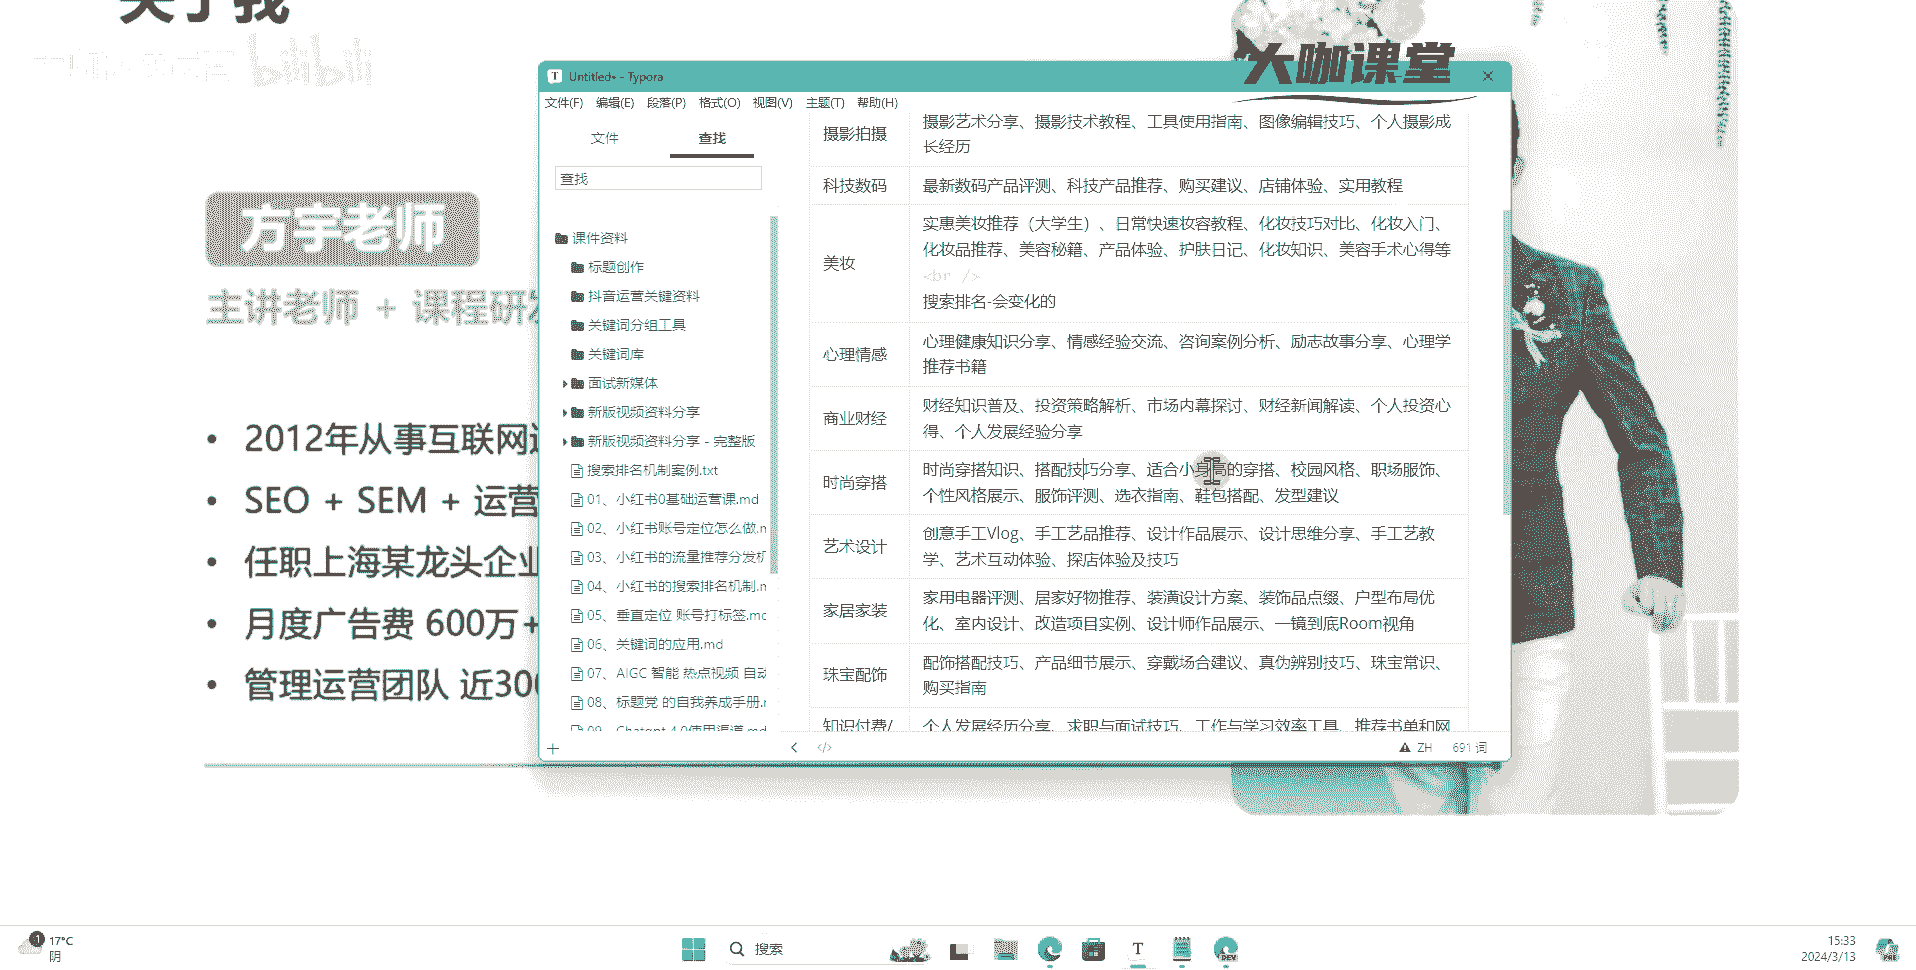 关于我
bilibili
大咖课堂
方宇老师
主讲老师 + 课程研发
2012年从事互联网运
SEO + SEM + 运营
任职上海某龙头企业
月度广告费 600万+
管理运营团队 近300
Untitled• - Typora
文件(F) 编辑(E) 段落(P) 格式(O) 视图(V) 主题(T) 帮助(H)
文件 查找
查找
课件资料
标题创作
抖音运营关键资料
关键词分组工具
关键词库
面试新媒体
新版视频资料分享
新版视频资料分享 - 完整版
搜索排名机制案例.txt
01、小红书0基础运营课.md
02、小红书账号定位怎么做.m
03、小红书的流量推荐分发机
04、小红书的搜索排名机制.m
05、垂直定位 账号打标签.mc
06、关键词的应用.md
07、AIGC 智能 热点视频 自动
08、标题党 的自我养成手册.m
09、Chatgpt 4.0使用渠道.md
摄影拍摄
摄影艺术分享、摄影技术教程、工具使用指南、图像编辑技巧、个人摄影成
长经历
科技数码
最新数码产品评测、科技产品推荐、购买建议、店铺体验、实用教程
美妆
实惠美妆推荐（大学生）、日常快速妆容教程、化妆技巧对比、化妆入门、
化妆品推荐、美容秘籍、产品体验、护肤日记、化妆知识、美容手术心得等
<br />
搜索排名-会变化的
心理情感
心理健康知识分享、情感经验交流、咨询案例分析、励志故事分享、心理学
推荐书籍
商业财经
财经知识普及、投资策略解析、市场内幕探讨、财经新闻解读、个人投资心
得、个人发展经验分享
时尚穿搭
时尚穿搭知识、搭配技巧分享、适合小身高的穿搭、校园风格、职场服饰、
个性风格展示、服饰评测、选衣指南、鞋包搭配、发型建议
艺术设计
创意手工Vlog、手工艺品推荐、设计作品展示、设计思维分享、手工艺教
学、艺术互动体验、探店体验及技巧
家居家装
家用电器评测、居家好物推荐、装潢设计方案、装饰品点缀、户型布局优
化、室内设计、改造项目实例、设计师作品展示、一镜到底Room视角
珠宝配饰
配饰搭配技巧、产品细节展示、穿戴场合建议、真伪辨别技巧、珠宝常识、
购买指南
知识付费/
个人发展经历分享、求职与面试技巧、工作与学习效率工具、推荐书单和网
ZH 691 词
1 17°C
阴
搜索
DEV
15:33
2024/3/13
PRE